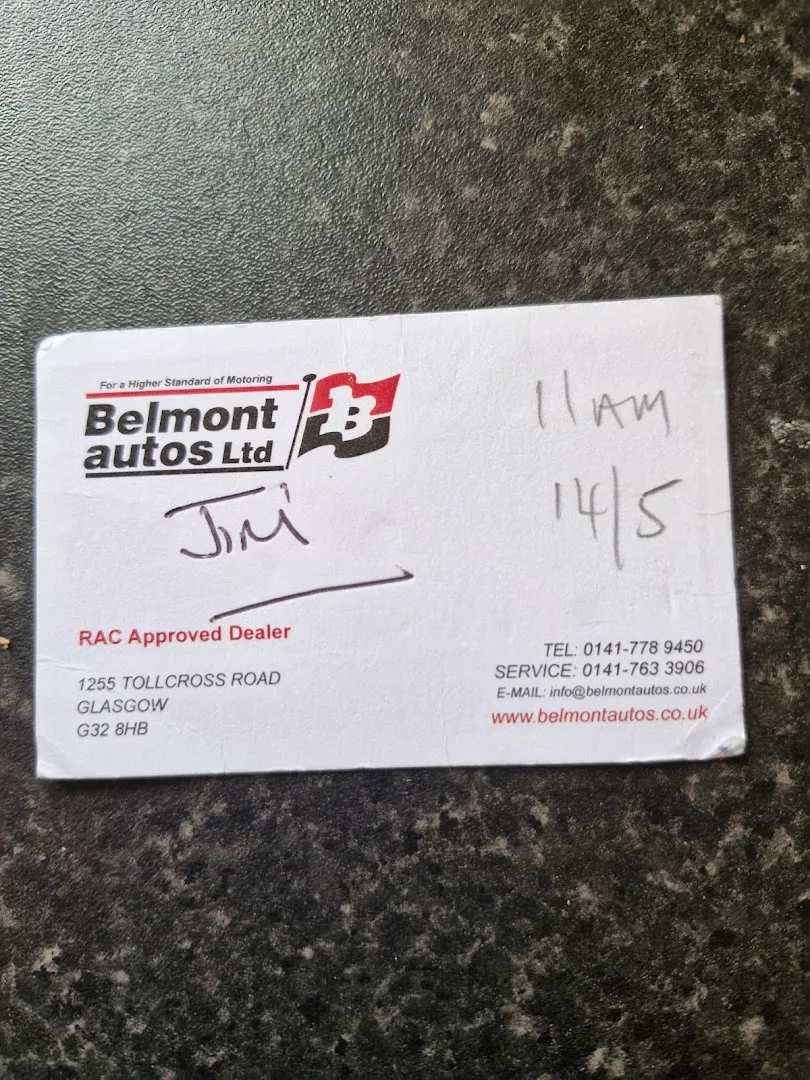 For a Higher Standard of Motoring
Belmont
autos Ltd
B
JIM
11AM
14/5
RAC Approved Dealer
1255 TOLLCROSS ROAD
GLASGOW
G32 8HB
TEL: 0141-778 9450
SERVICE: 0141-763 3906
E-MAIL: info@belmontautos.co.uk
www.belmontautos.co.uk